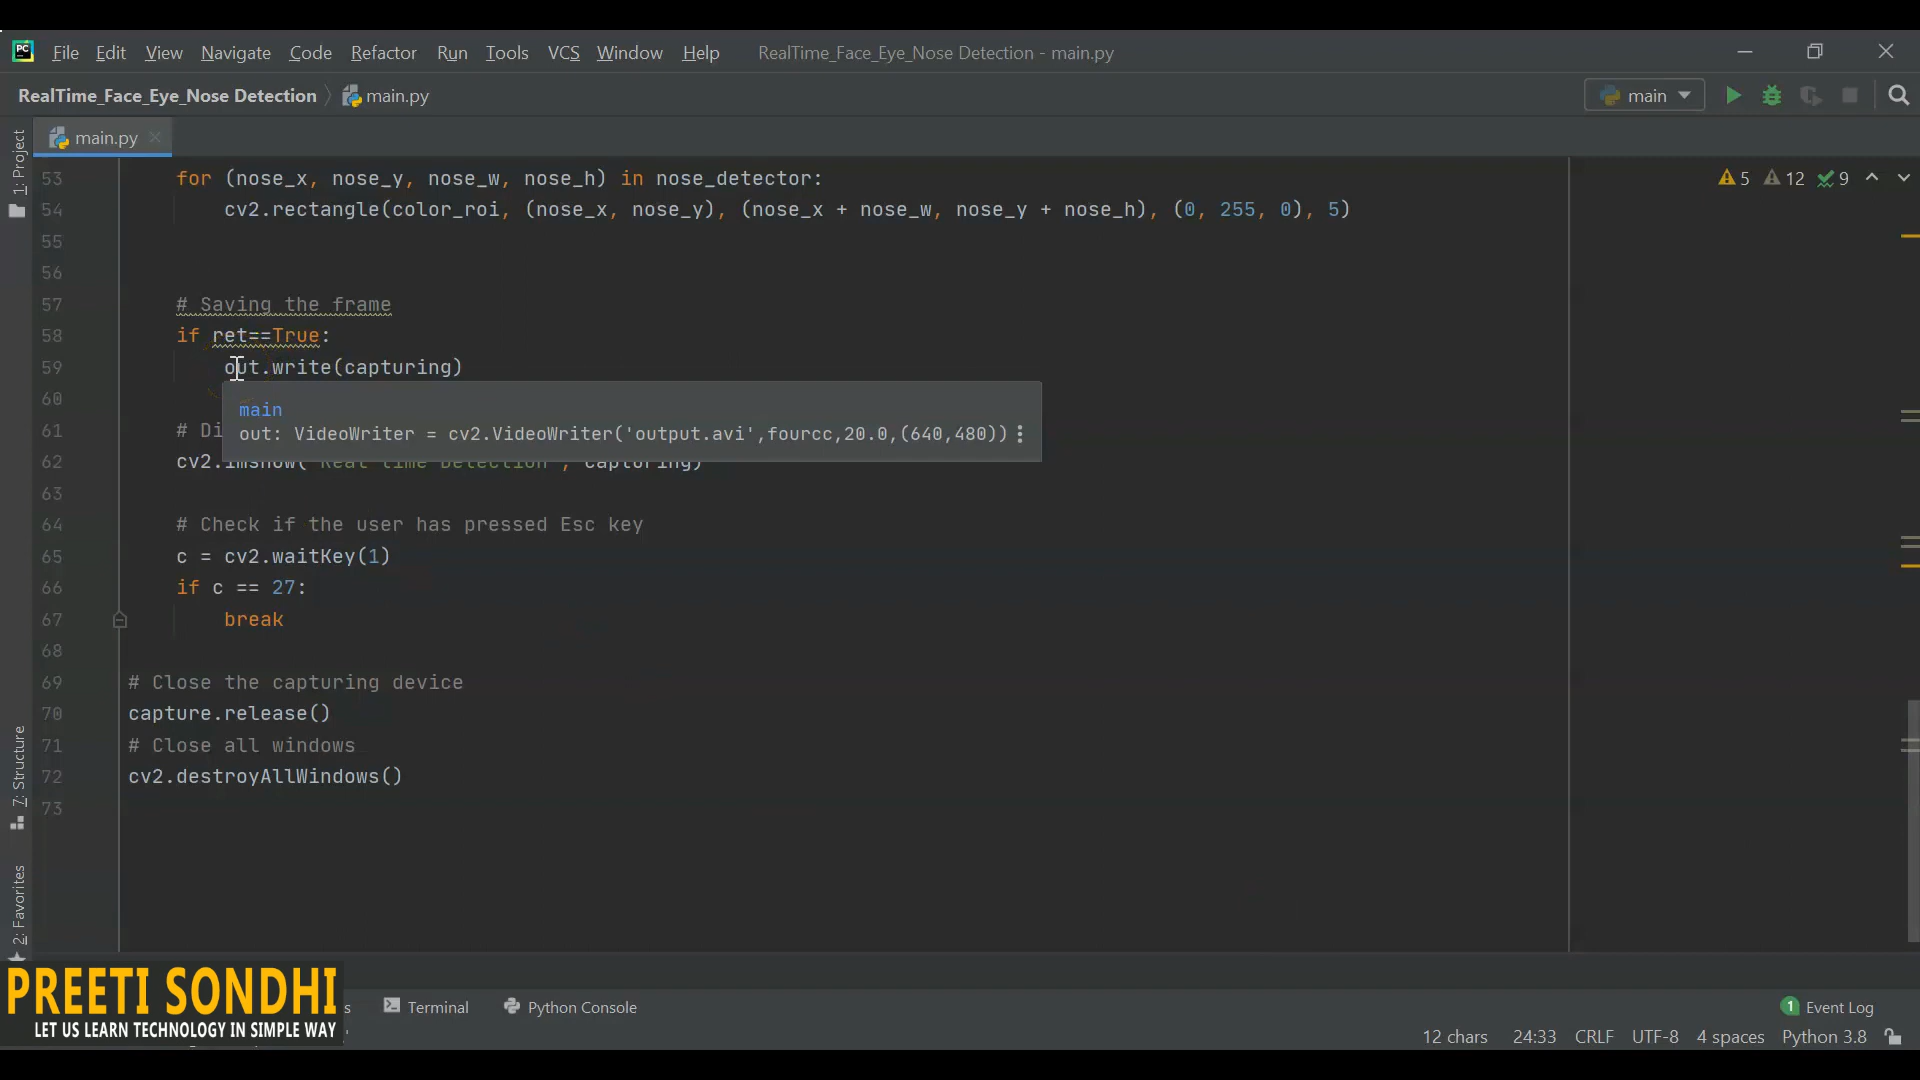 PC File Edit View Navigate Code Refactor Run Tools VCS Window Help RealTime_Face_Eye_Nose Detection - main.py
RealTime_Face_Eye_Nose Detection main.py main
1: Project
main.py
53 for (nose_x, nose_y, nose_w, nose_h) in nose_detector:
5 12 9
54 cv2.rectangle(color_roi, (nose_x, nose_y), (nose_x + nose_w, nose_y + nose_h), (0, 255, 0), 5)
55
56
57 # Saving the frame
58 if ret==True:
59 out.write(capturing)
60
main
61 # Di
out: VideoWriter = cv2.VideoWriter('output.avi',fourcc,20.0,(640,480))
62 cv2.imshow("Real Time Detection", capturing)
63
64 # Check if the user has pressed Esc key
65 c = cv2.waitKey(1)
66 if c == 27:
67 break
68
69 # Close the capturing device
70 capture.release()
71 # Close all windows
72 cv2.destroyAllWindows()
73
7: Structure
2: Favorites
PREETI SONDHI
LET US LEARN TECHNOLOGY IN SIMPLE WAY
s Terminal Python Console 1 Event Log
12 chars 24:33 CRLF UTF-8 4 spaces Python 3.8